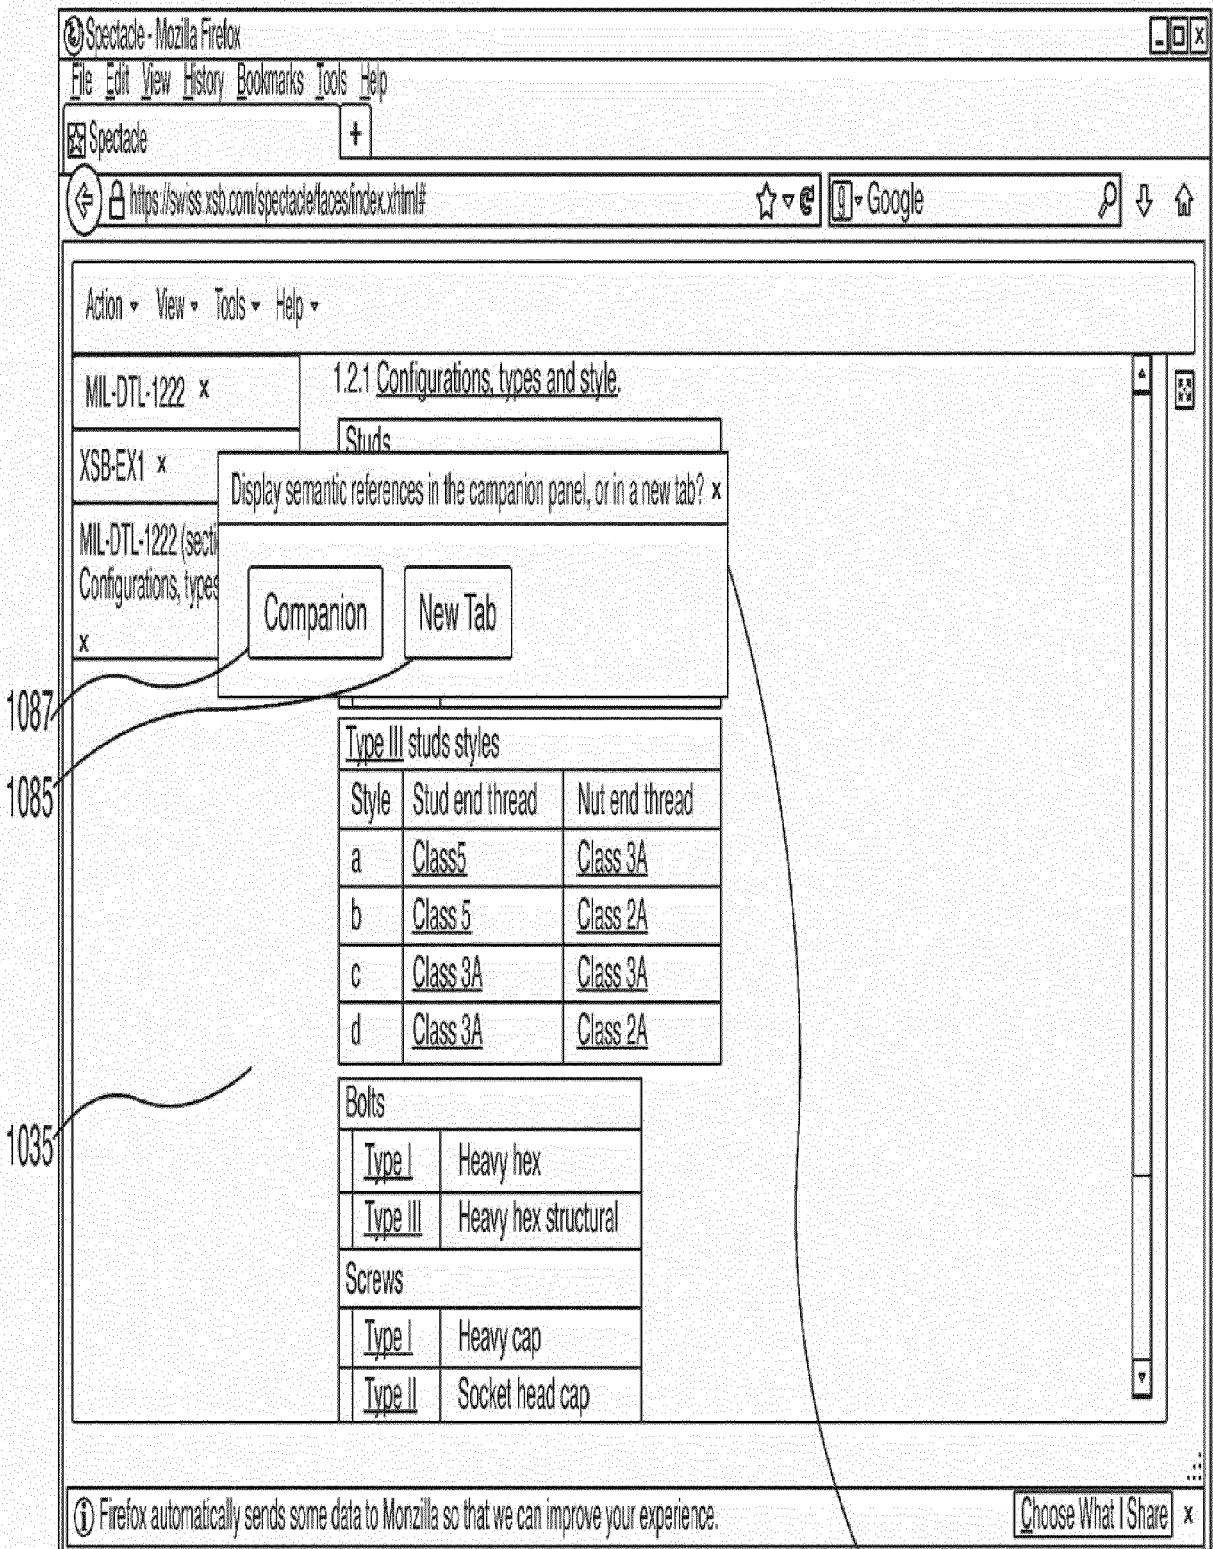 Spectacle - Mozilla Firefox
File Edit View History Bookmarks Tools Help
Spectacle +
https://swiss.xsb.com/spectacle/faces/index.xhtml#
g Google
Action View Tools Help
MIL-DTL-1222 x
1.2.1 Configurations, types and style.
Studs
XSB-EX1 x
Display semantic references in the campanion panel, or in a new tab? x
MIL-DTL-1222 (secti
Configurations, types
x
Companion New Tab
1087
1085
Type III studs styles
Style Stud end thread Nut end thread
a Class5 Class 3A
b Class 5 Class 2A
c Class 3A Class 3A
d Class 3A Class 2A
1035
Bolts
Type I Heavy hex
Type III Heavy hex structural
Screws
Type I Heavy cap
Type II Socket head cap
Firefox automatically sends some data to Monzilla so that we can improve your experience. Choose What I Share x